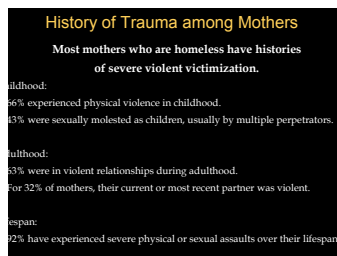 History of Trauma among Mothers
Most mothers who are homeless have histories
of severe violent victimization.
ildhood:
66% experienced physical violence in childhood.
43% were sexually molested as children, usually by multiple perpetrators.
dulthood:
63% were in violent relationships during adulthood.
For 32% of mothers, their current or most recent partner was violent.
espan:
92% have experienced severe physical or sexual assaults over their lifespan